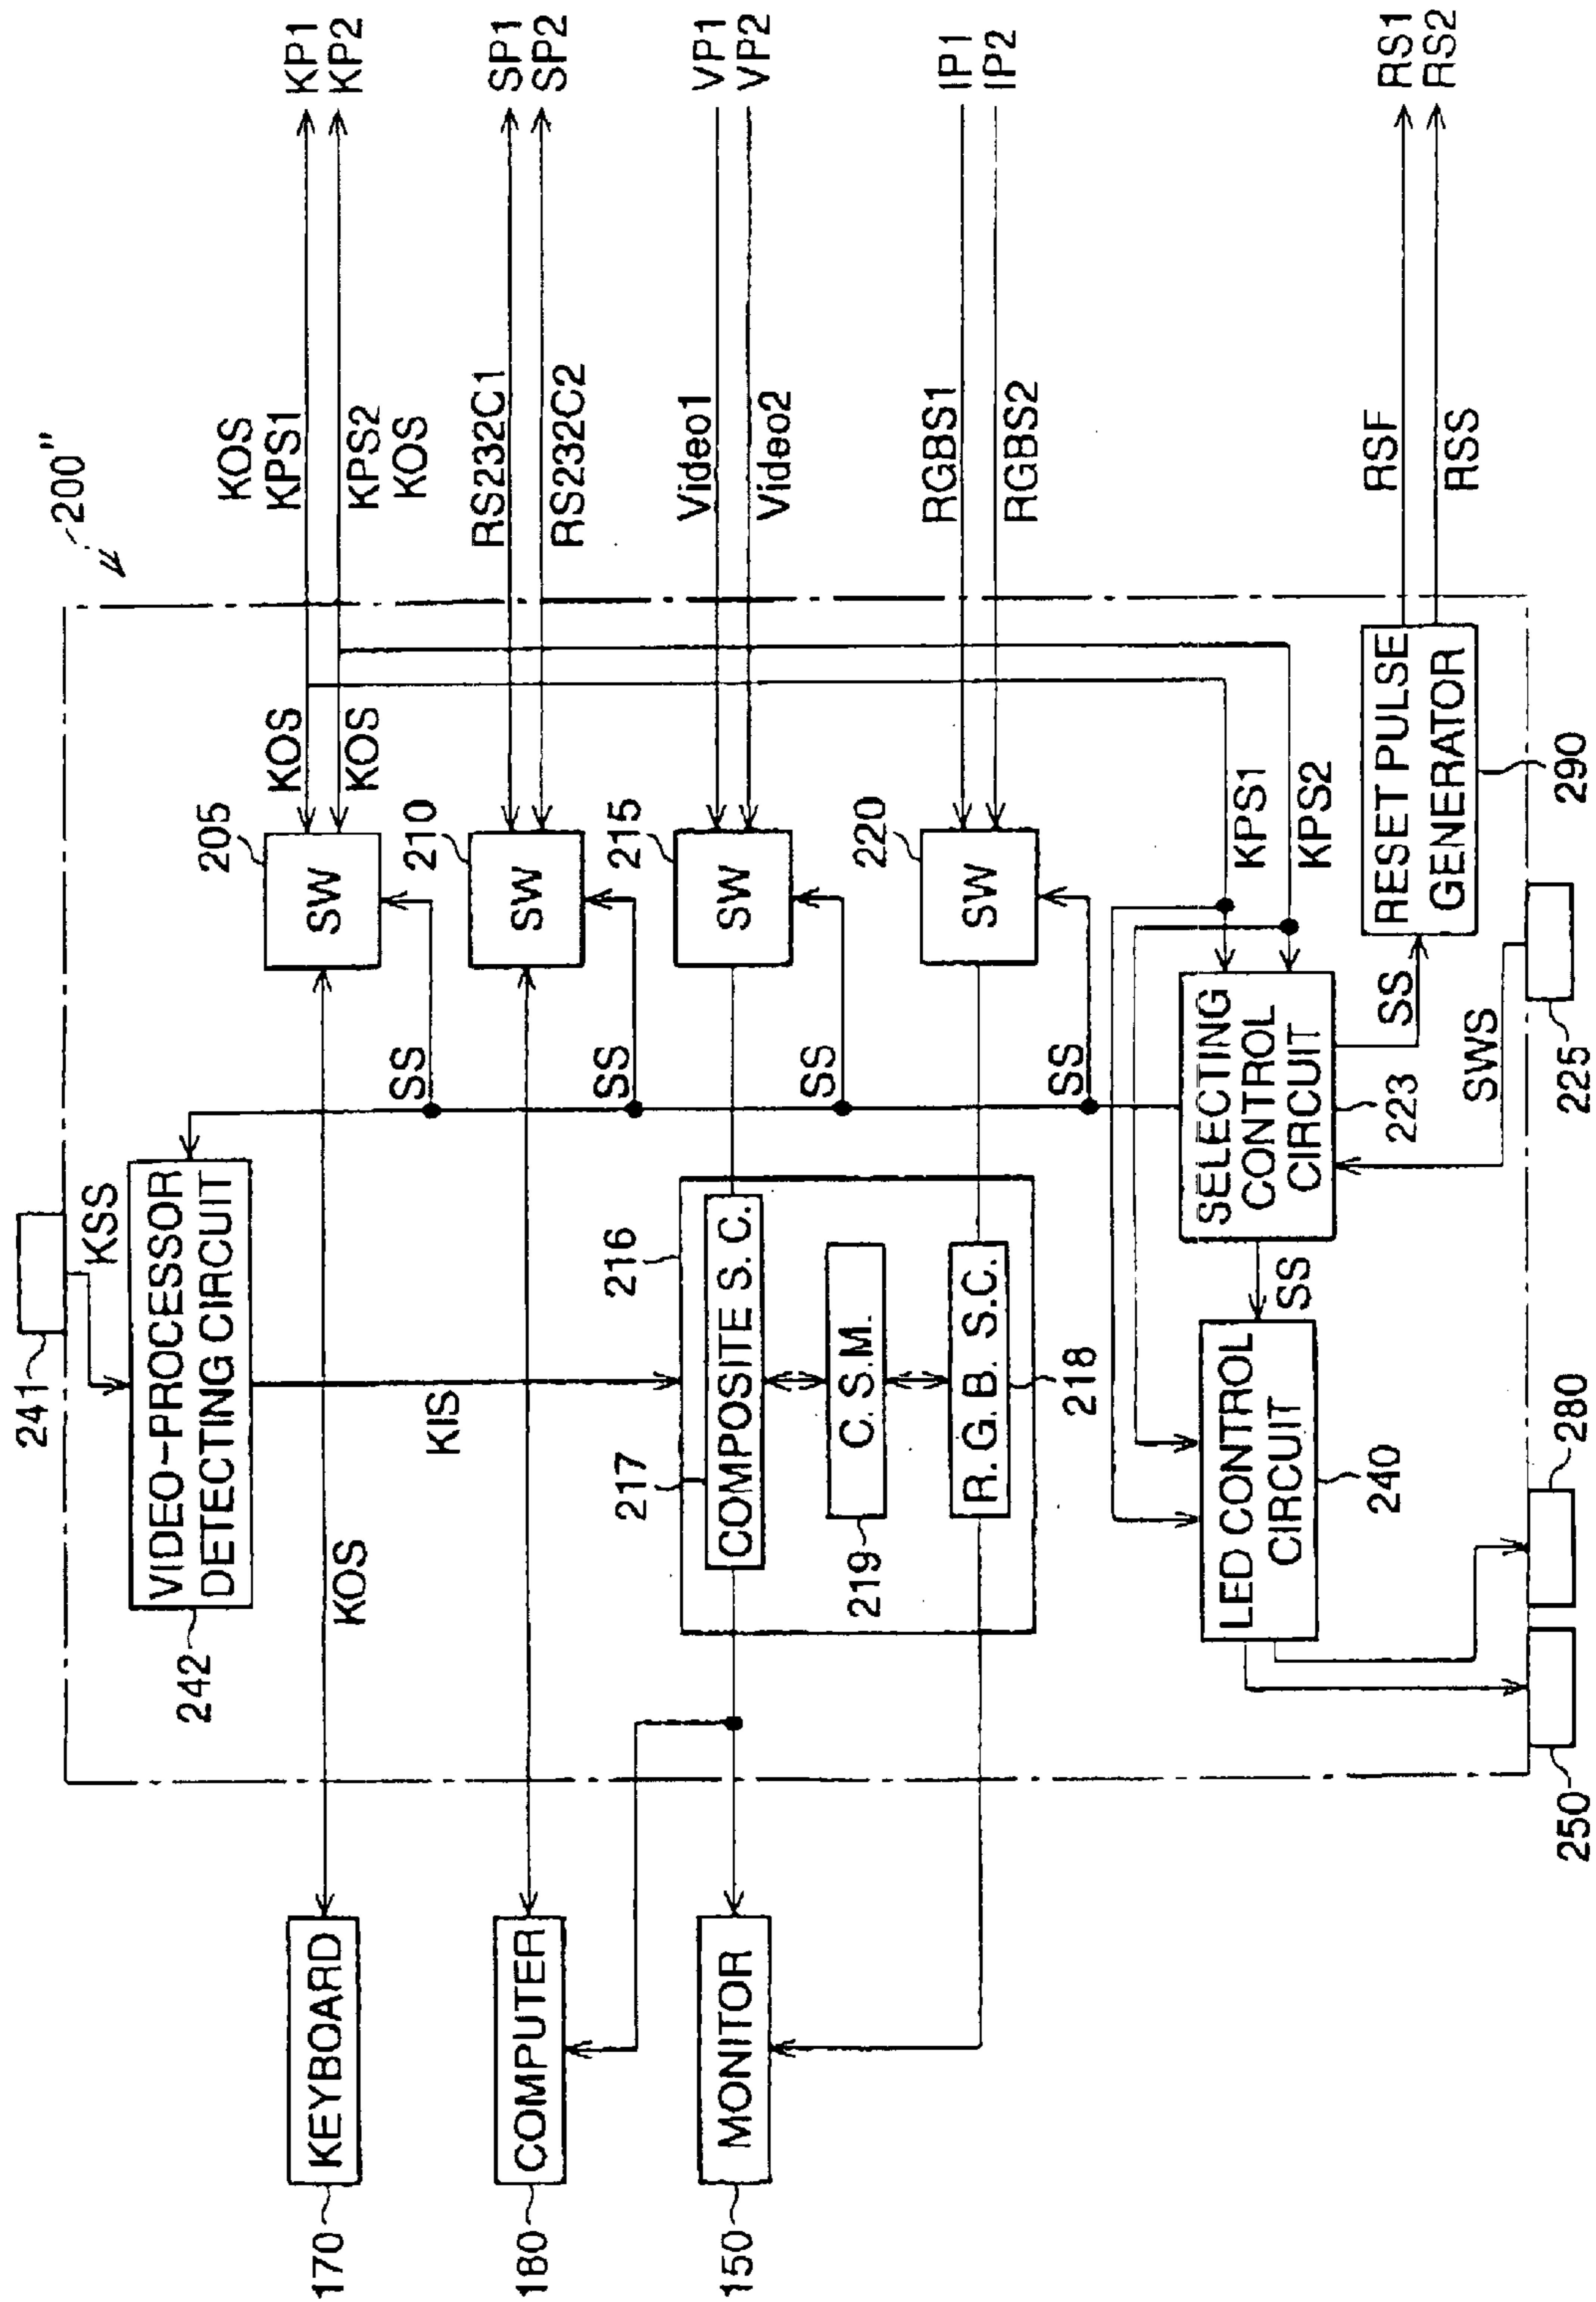 200"
KOS
KPS1
KP1
KP2
KPS2
KOS
RS232C1
SP1
SP2
RS232C2
Video1
VP1
VP2
Video2
RGBS1
IP1
IP2
RGBS2
RSF
RS1
RS2
RSS
241
KSS
VIDEO-PROCESSOR
DETECTING CIRCUIT
242
205
KOS
KOS
SW
SS
170
KEYBOARD
KOS
KIS
210
SW
SS
180
COMPUTER
215
SW
SS
216
217
COMPOSITE S. C.
C. S.M.
219
R. G. B. S.C.
218
150
MONITOR
220
SW
SS
KPS1
KPS2
SELECTING
CONTROL
CIRCUIT
223
SS
LED CONTROL
CIRCUIT
240
SS
RESET PULSE
GENERATOR
290
SWS
225
280
250